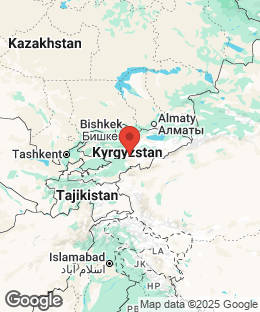 Kazakhstan
Almaty
Алматы
Bishkek
Бишкек
Tashkent
Kyrgyzstan
Tajikistan
Islamabad
اسلام آباد
LA
JK
HP
PB
Google
Map data ©2025 Google